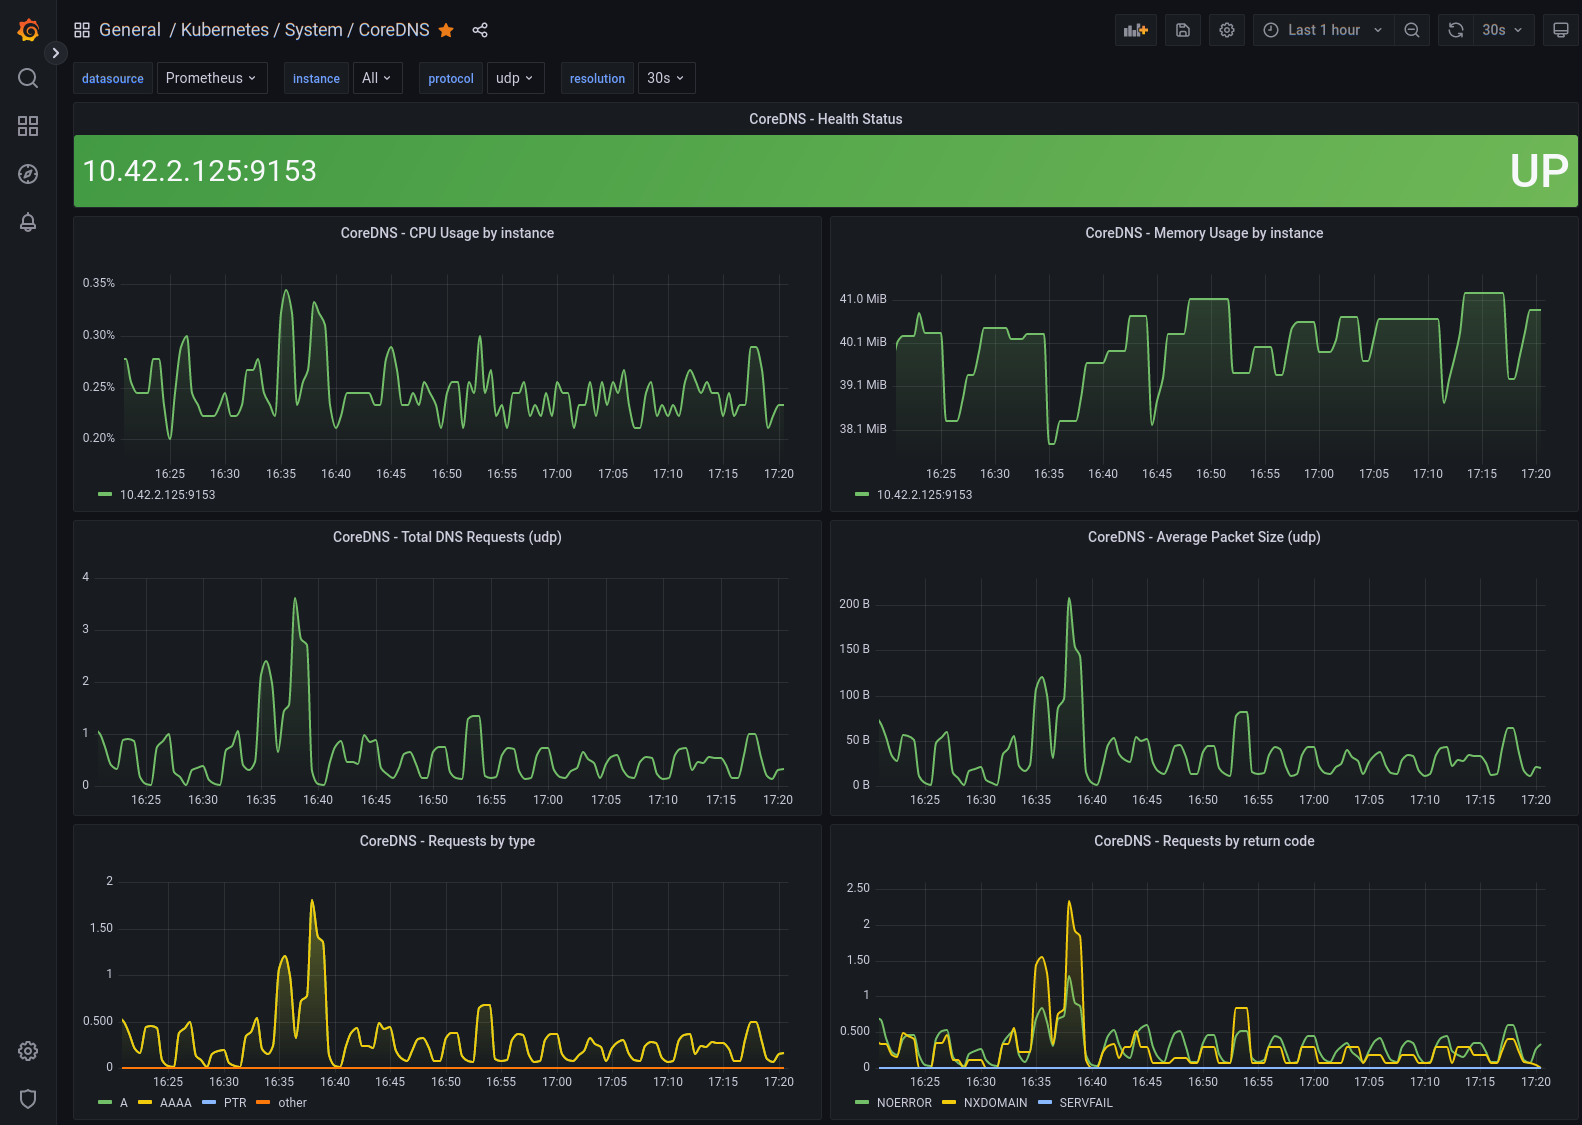 General / Kubernetes / System / CoreDNS
Last 1 hour
30s
datasource Prometheus instance All protocol udp resolution 30s
CoreDNS - Health Status
10.42.2.125:9153 UP
CoreDNS - CPU Usage by instance
0.35%
0.30%
0.25%
0.20%
16:25 16:30 16:35 16:40 16:45 16:50 16:55 17:00 17:05 17:10 17:15 17:20
10.42.2.125:9153
CoreDNS - Memory Usage by instance
41.0 MiB
40.1 MiB
39.1 MiB
38.1 MiB
16:25 16:30 16:35 16:40 16:45 16:50 16:55 17:00 17:05 17:10 17:15 17:20
10.42.2.125:9153
CoreDNS - Total DNS Requests (udp)
4
3
2
1
0
16:25 16:30 16:35 16:40 16:45 16:50 16:55 17:00 17:05 17:10 17:15 17:20
CoreDNS - Average Packet Size (udp)
200 B
150 B
100 B
50 B
0 B
16:25 16:30 16:35 16:40 16:45 16:50 16:55 17:00 17:05 17:10 17:15 17:20
CoreDNS - Requests by type
2
1.50
1
0.500
0
16:25 16:30 16:35 16:40 16:45 16:50 16:55 17:00 17:05 17:10 17:15 17:20
A AAAA PTR other
CoreDNS - Requests by return code
2.50
2
1.50
1
0.500
0
16:25 16:30 16:35 16:40 16:45 16:50 16:55 17:00 17:05 17:10 17:15 17:20
NOERROR NXDOMAIN SERVFAIL